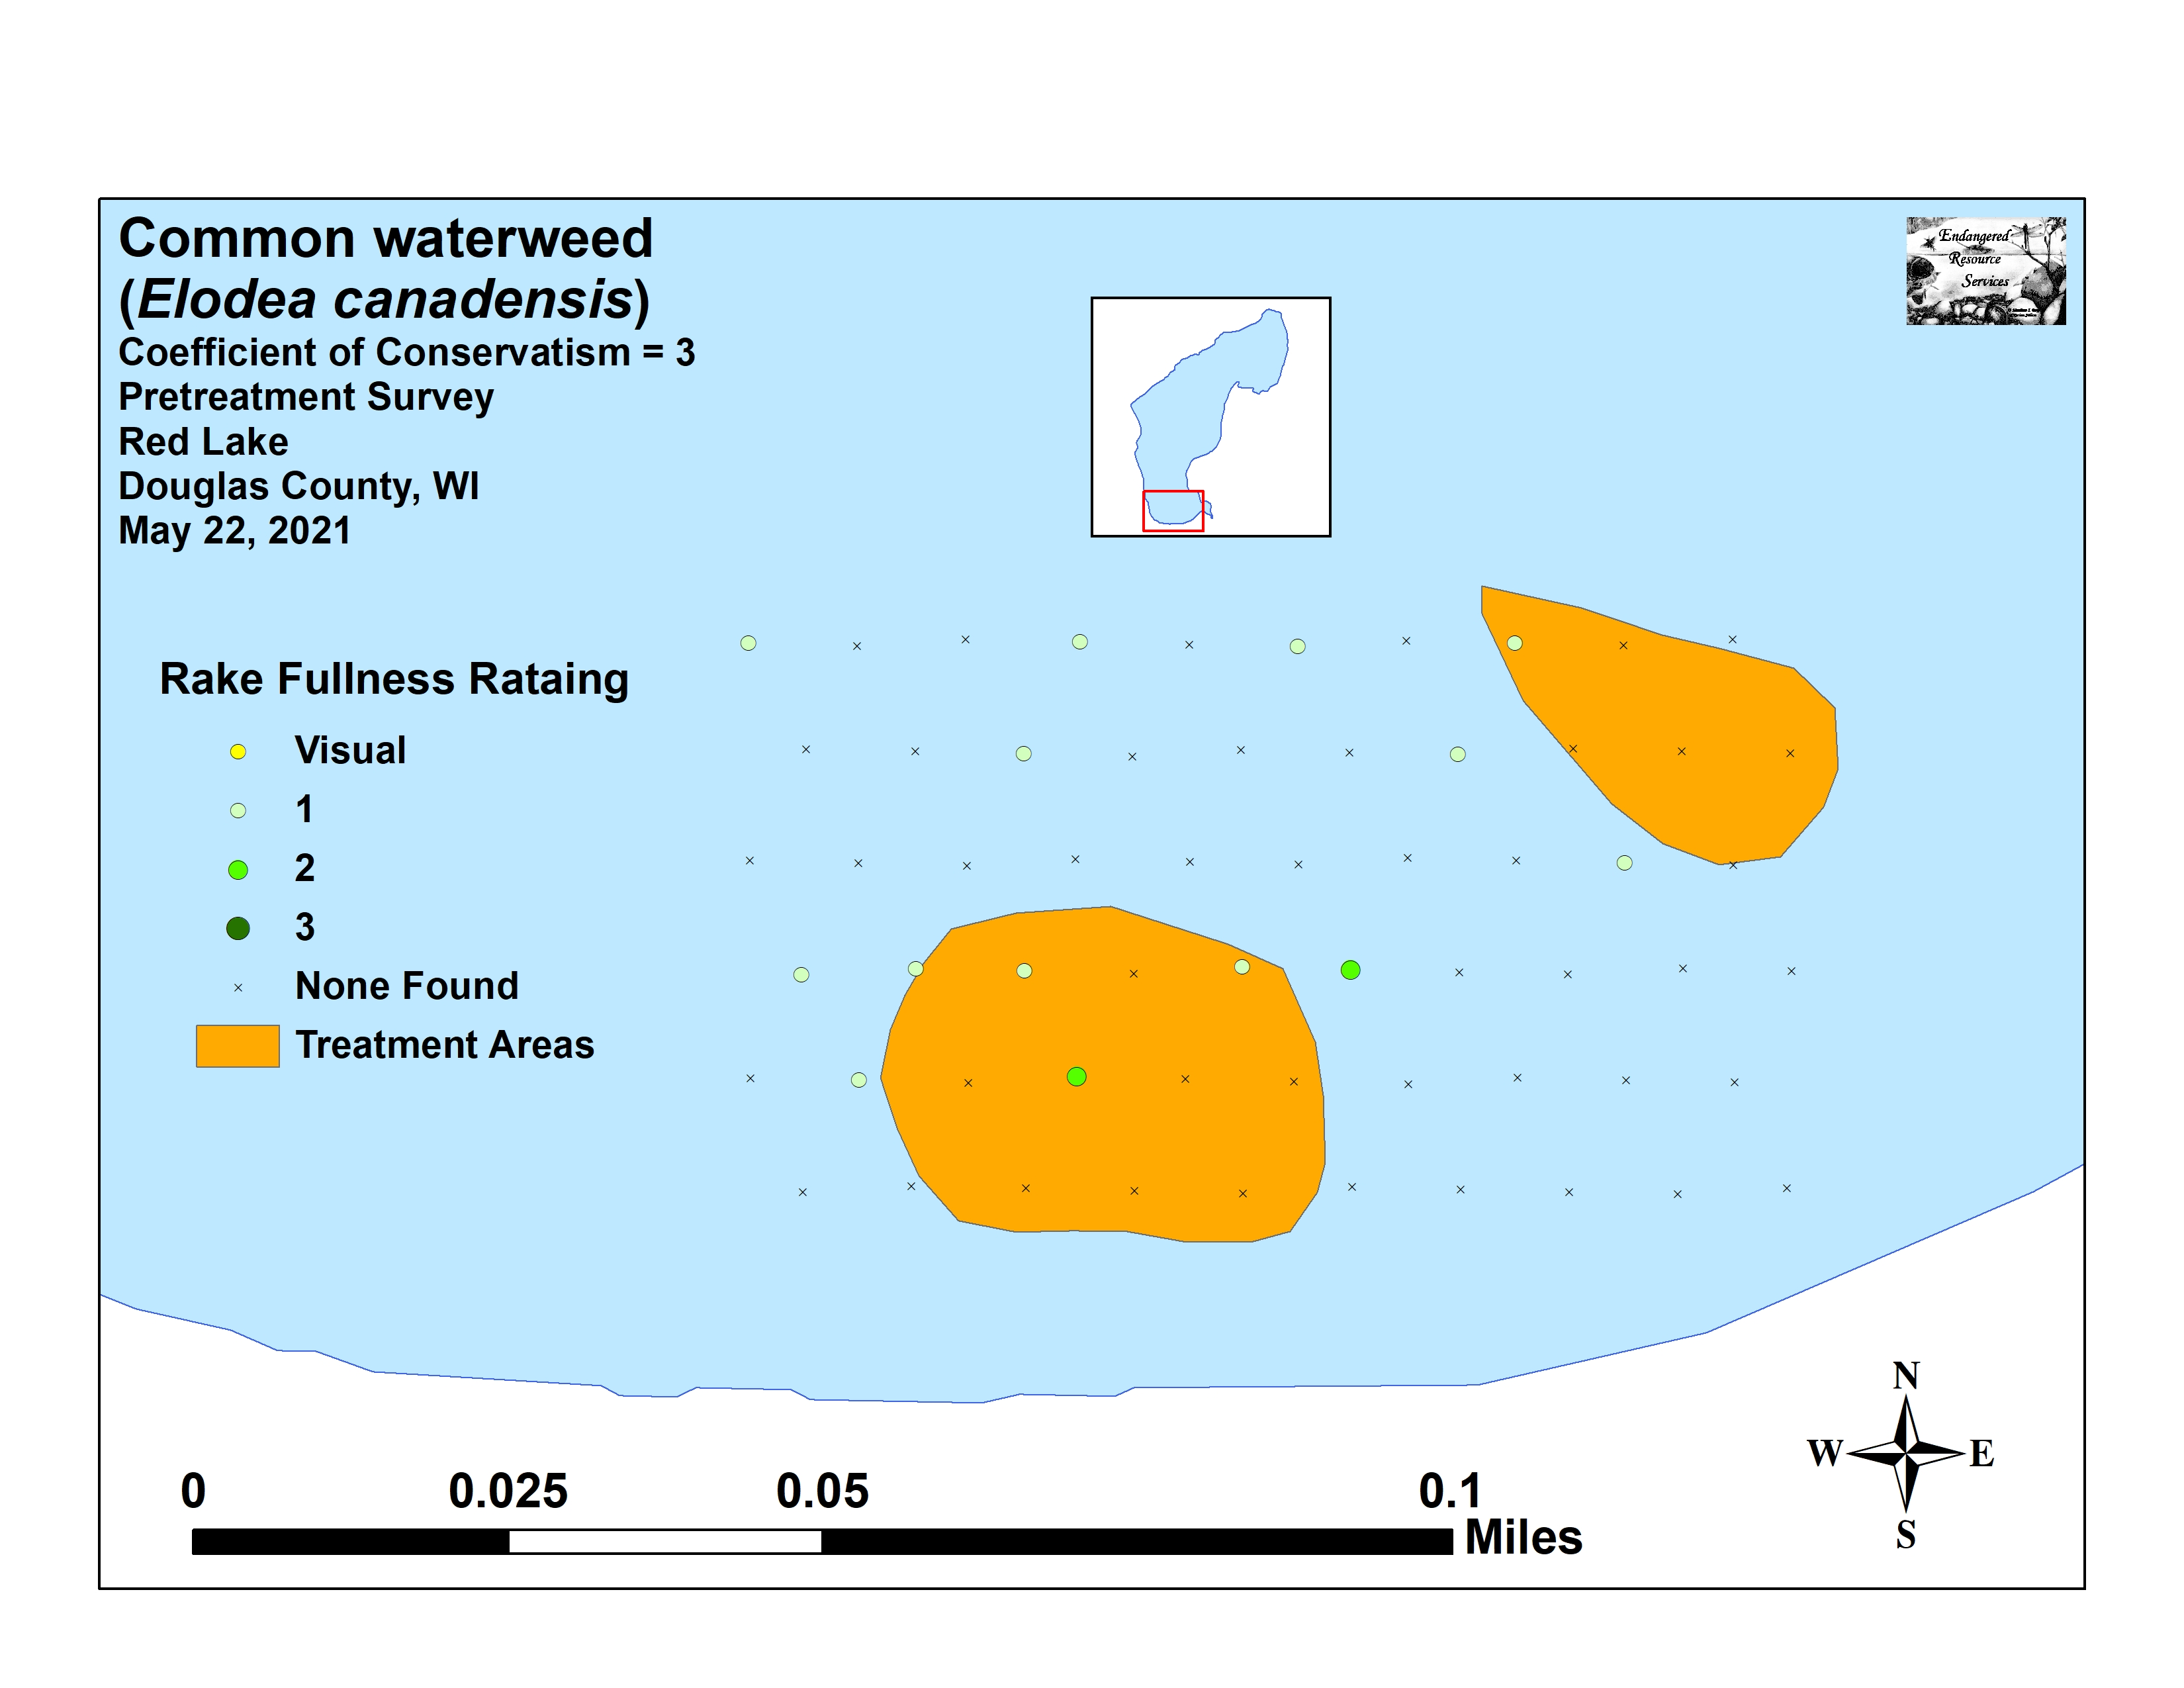 Common waterweed
(Elodea canadensis)
Coefficient of Conservatism = 3
Pretreatment Survey
Red Lake
Douglas County, WI
May 22, 2021
Endangered
Resource
Services
Rake Fullness Rataing
Visual
1
2
3
None Found
Treatment Areas
N
W E
S
0 0.025 0.05 0.1
Miles